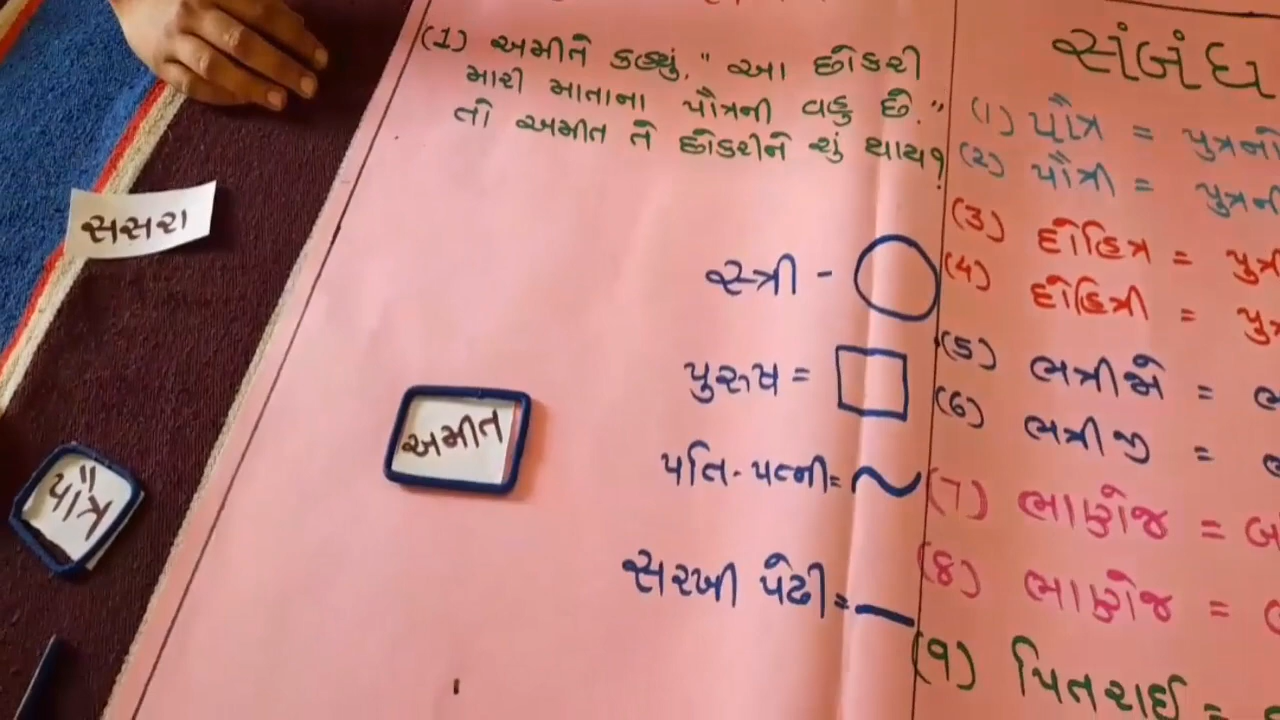 (1) અમીતે કહ્યું," આ છોકરી
મારી માતાના પૌત્રની વહુ છે."
તો અમીત તે છોકરીને શું થાય?
સ્ત્રી -
પુરુષ =
પતિ-પત્ની=
સરખી પેઢી=
સસરા
અમીત
પૌત્ર
સંબંધ
(1) પૌત્ર = પુત્રનો
(2) પૌત્રી = પુત્રની
(3) દોહિત્ર =
(4) દોહિત્રી =
(5) ભત્રીજો =
(6) ભત્રીજી =
(7) ભાણેજ =
(8) ભાણેજ =
(9) પિતરાઈ =